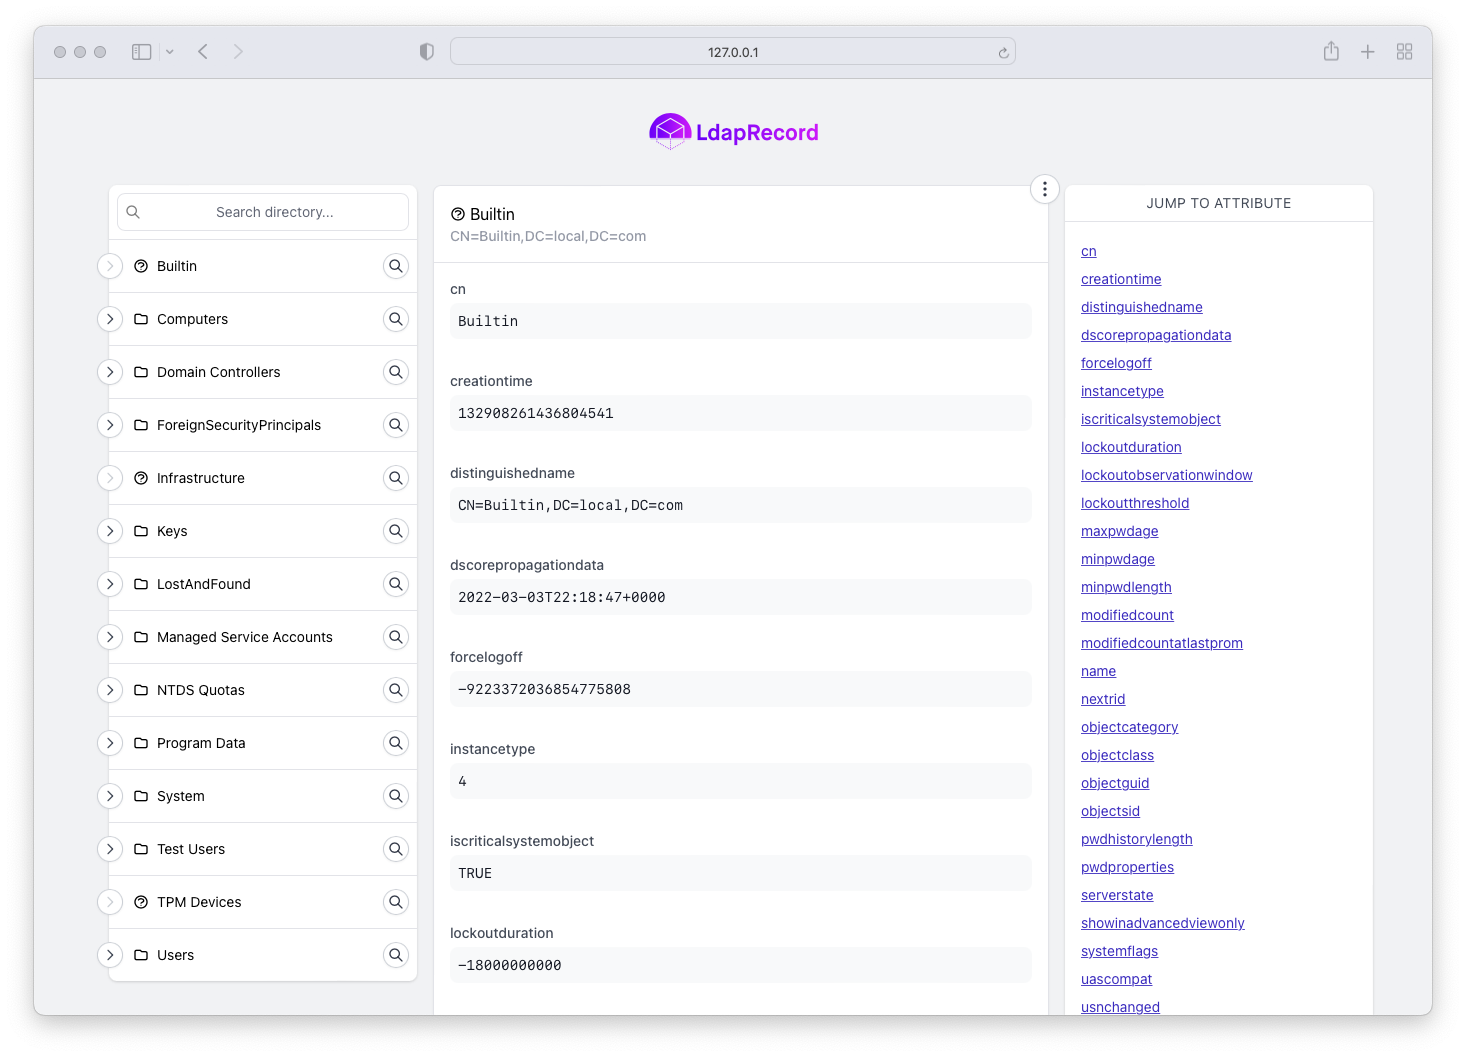 127.0.0.1
LdapRecord
Search directory...
Builtin
Computers
Domain Controllers
ForeignSecurityPrincipals
Infrastructure
Keys
LostAndFound
Managed Service Accounts
NTDS Quotas
Program Data
System
Test Users
TPM Devices
Users
Builtin
CN=Builtin,DC=local,DC=com
cn
Builtin
creationtime
132908261436804541
distinguishedname
CN=Builtin,DC=local,DC=com
dscorepropagationdata
2022-03-03T22:18:47+0000
forcelogoff
-9223372036854775808
instancetype
4
iscriticalsystemobject
TRUE
lockoutduration
-18000000000
JUMP TO ATTRIBUTE
cn
creationtime
distinguishedname
dscorepropagationdata
forcelogoff
instancetype
iscriticalsystemobject
lockoutduration
lockoutobservationwindow
lockoutthreshold
maxpwdage
minpwdage
minpwdlength
modifiedcount
modifiedcountatlastprom
name
nextrid
objectcategory
objectclass
objectguid
objectsid
pwdhistorylength
pwdproperties
serverstate
showinadvancedviewonly
systemflags
uascompat
usnchanged